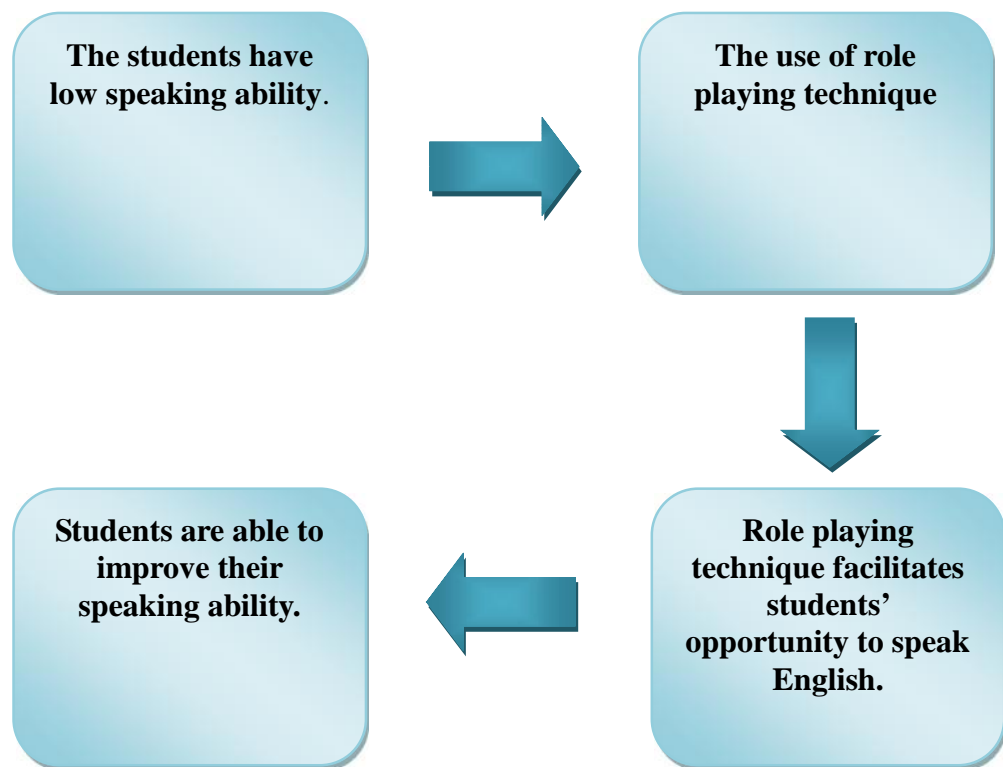 The students have
low speaking ability.
The use of role
playing technique
Role playing
technique facilitates
students’
opportunity to speak
English.
Students are able to
improve their
speaking ability.